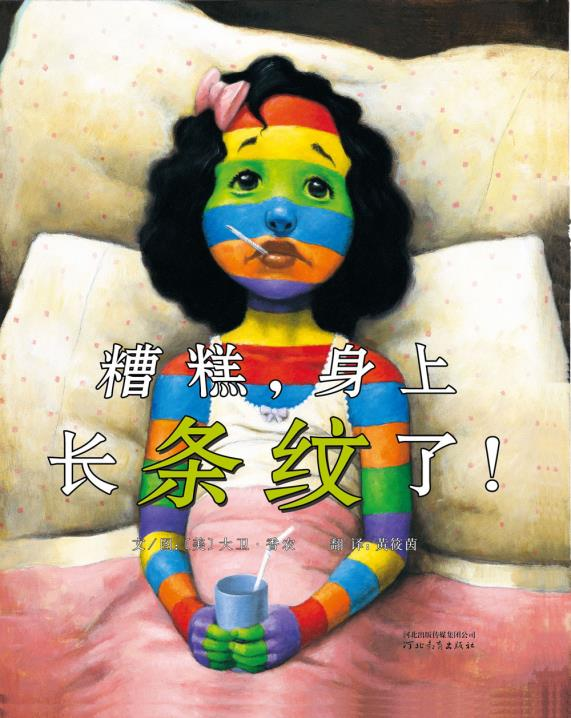 糟糕，身上
长条纹了！
文/图：〔美〕大卫·香农　翻译：黄筱茵
河北出版传媒集团公司
河北教育出版社